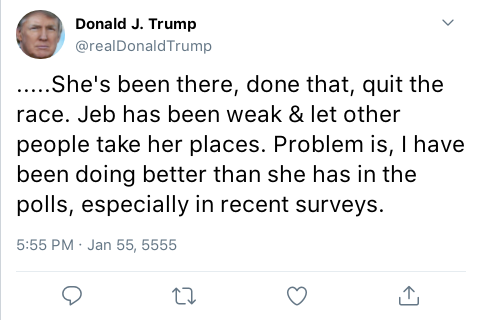 Donald J. Trump
@realDonaldTrump
.....She's been there, done that, quit the
race. Jeb has been weak & let other
people take her places. Problem is, I have
been doing better than she has in the
polls, especially in recent surveys.
5:55 PM · Jan 55, 5555